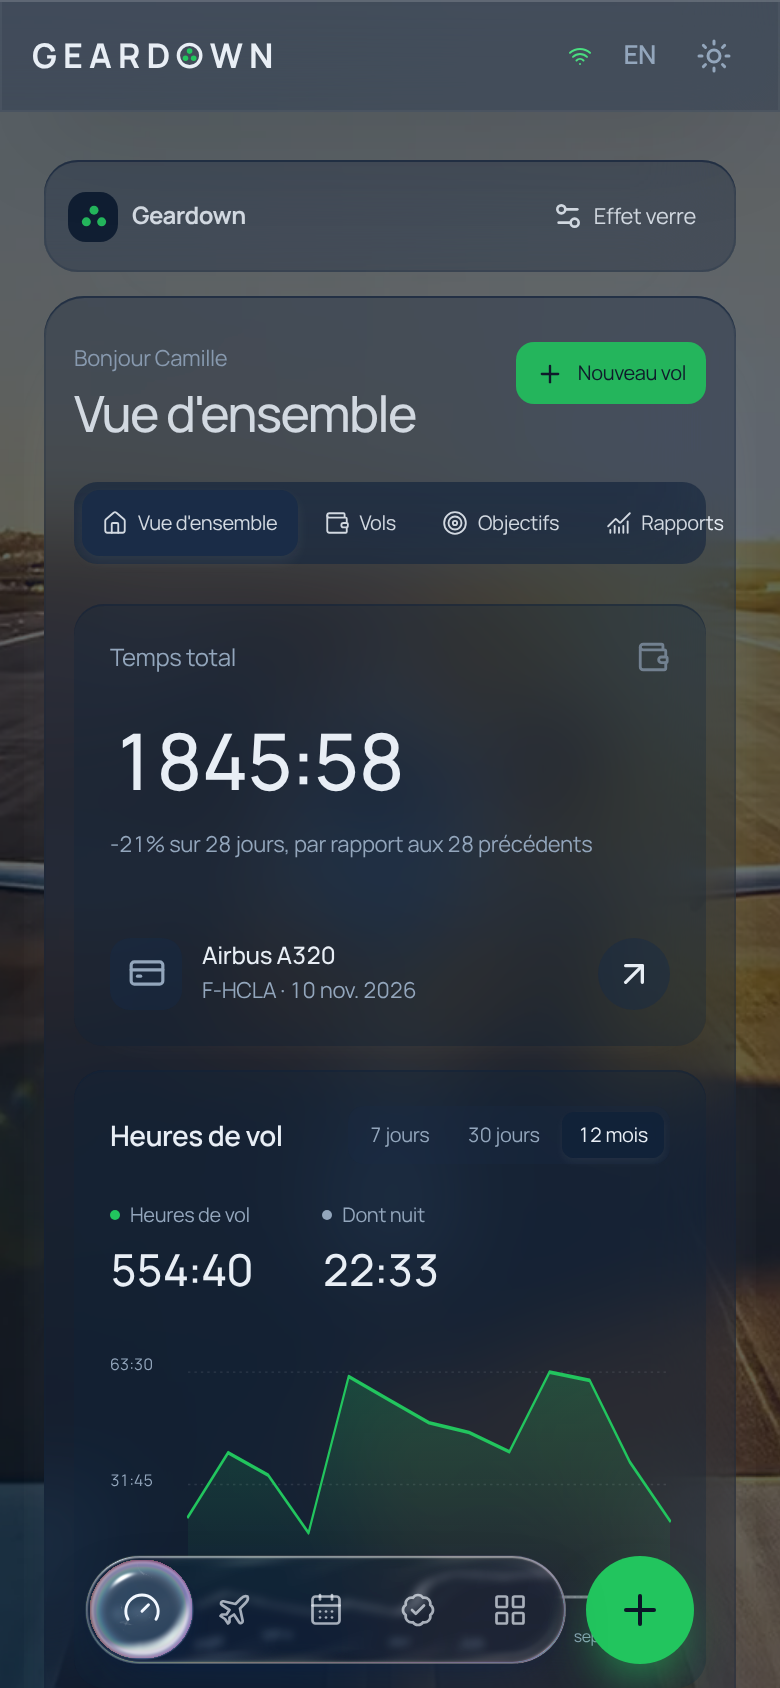 GEARDOWN
EN
Geardown
Effet verre
Bonjour Camille
Nouveau vol
Vue d'ensemble
Vue d'ensemble
Vols
Objectifs
Rapports
Temps total
1845:58
-21% sur 28 jours, par rapport aux 28 précédents
Airbus A320
F-HCLA · 10 nov. 2026
Heures de vol
7 jours
30 jours
12 mois
Heures de vol
Dont nuit
554:40
22:33
63:30
31:45